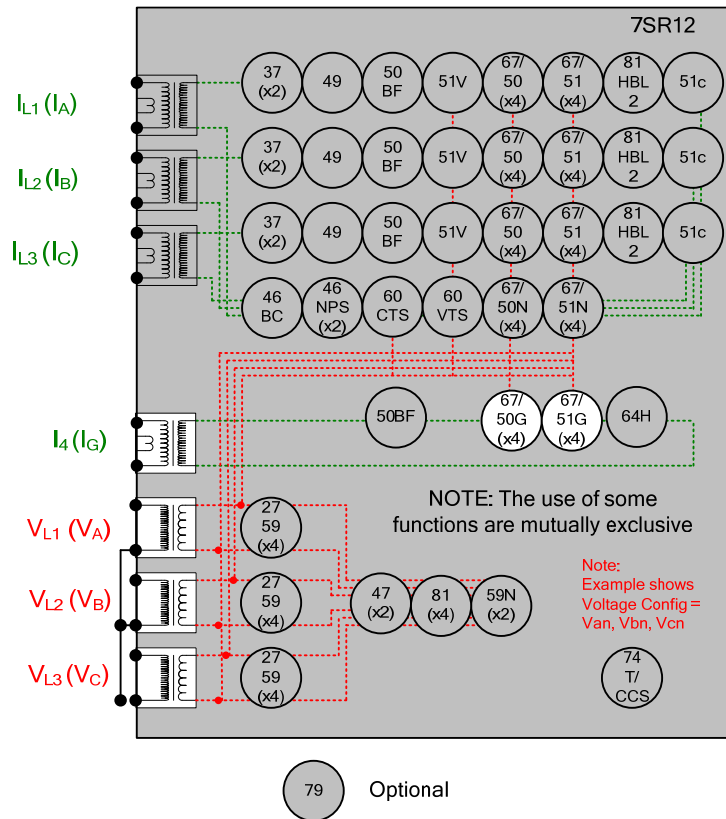 7SR12
IL1 (IA)
37
(x2)
49
50
BF
51V
67/
50
(x4)
67/
51
(x4)
81
HBL
2
51c
IL2 (IB)
37
(x2)
49
50
BF
51V
67/
50
(x4)
67/
51
(x4)
81
HBL
2
51c
IL3 (IC)
37
(x2)
49
50
BF
51V
67/
50
(x4)
67/
51
(x4)
81
HBL
2
51c
46
BC
46
NPS
(x2)
60
CTS
60
VTS
67/
50N
(x4)
67/
51N
(x4)
I4 (IG)
50BF
67/
50G
(x4)
67/
51G
(x4)
64H
NOTE: The use of some
functions are mutually exclusive
VL1 (VA)
27
59
(x4)
VL2 (VB)
27
59
(x4)
47
(x2)
81
(x4)
59N
(x2)
Note:
Example shows
Voltage Config =
Van, Vbn, Vcn
VL3 (VC)
27
59
(x4)
74
T/
CCS
79
Optional